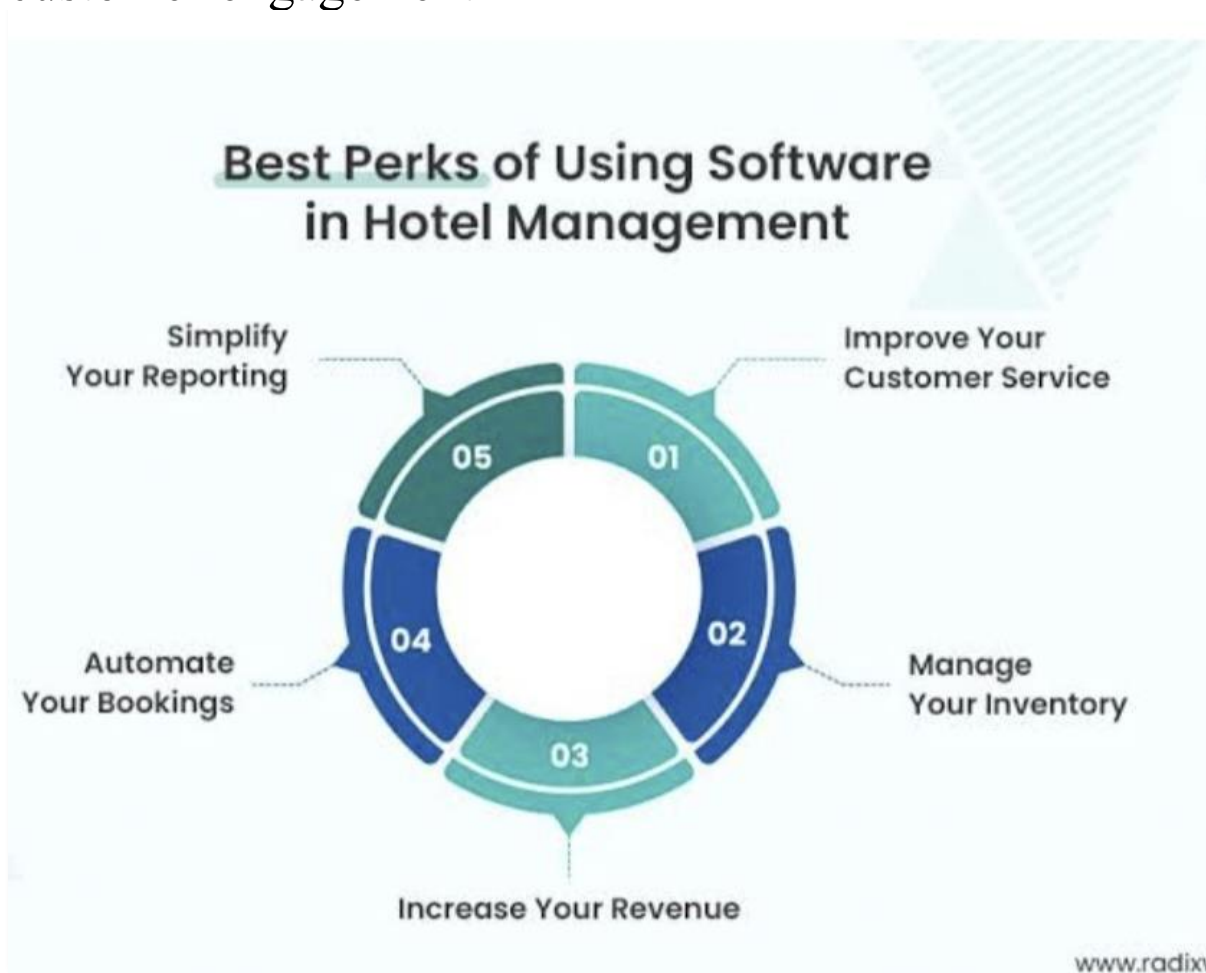 Best Perks of Using Software
in Hotel Management
Simplify
Your Reporting
Improve Your
Customer Service
05
01
04
02
Automate
Your Bookings
Manage
Your Inventory
03
Increase Your Revenue